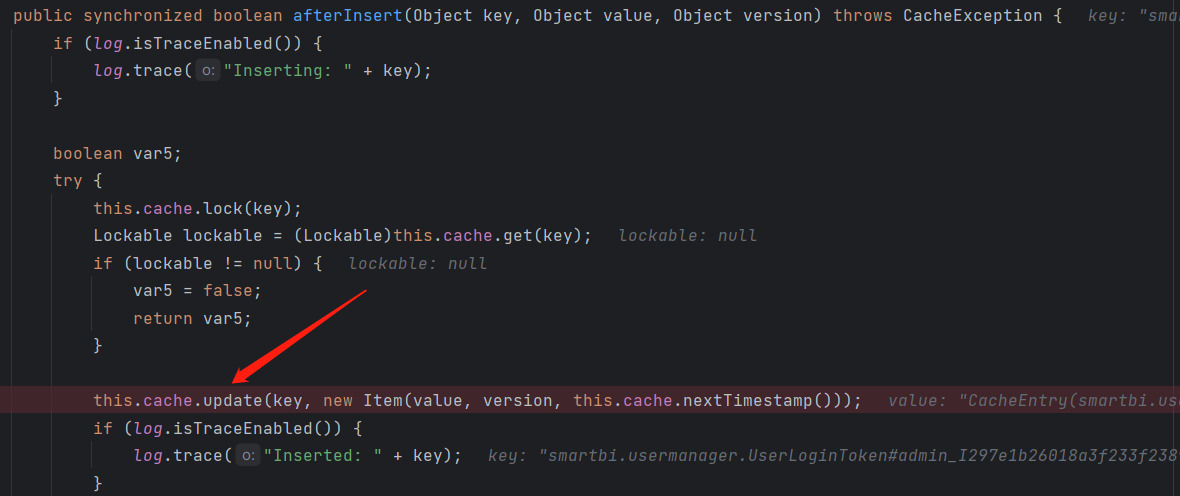 public synchronized boolean afterInsert(Object key, Object value, Object version) throws CacheException {   key: "smar
    if (log.isTraceEnabled()) {
        log.trace( o: "Inserting: " + key);
    }

    boolean var5;
    try {
        this.cache.lock(key);
        Lockable lockable = (Lockable)this.cache.get(key);   lockable: null
        if (lockable != null) {   lockable: null
            var5 = false;
            return var5;
        }

        this.cache.update(key, new Item(value, version, this.cache.nextTimestamp()));   value: "CacheEntry(smartbi.use
        if (log.isTraceEnabled()) {
            log.trace( o: "Inserted: " + key);   key: "smartbi.usermanager.UserLoginToken#admin_I297e1b26018a3f233f238
        }